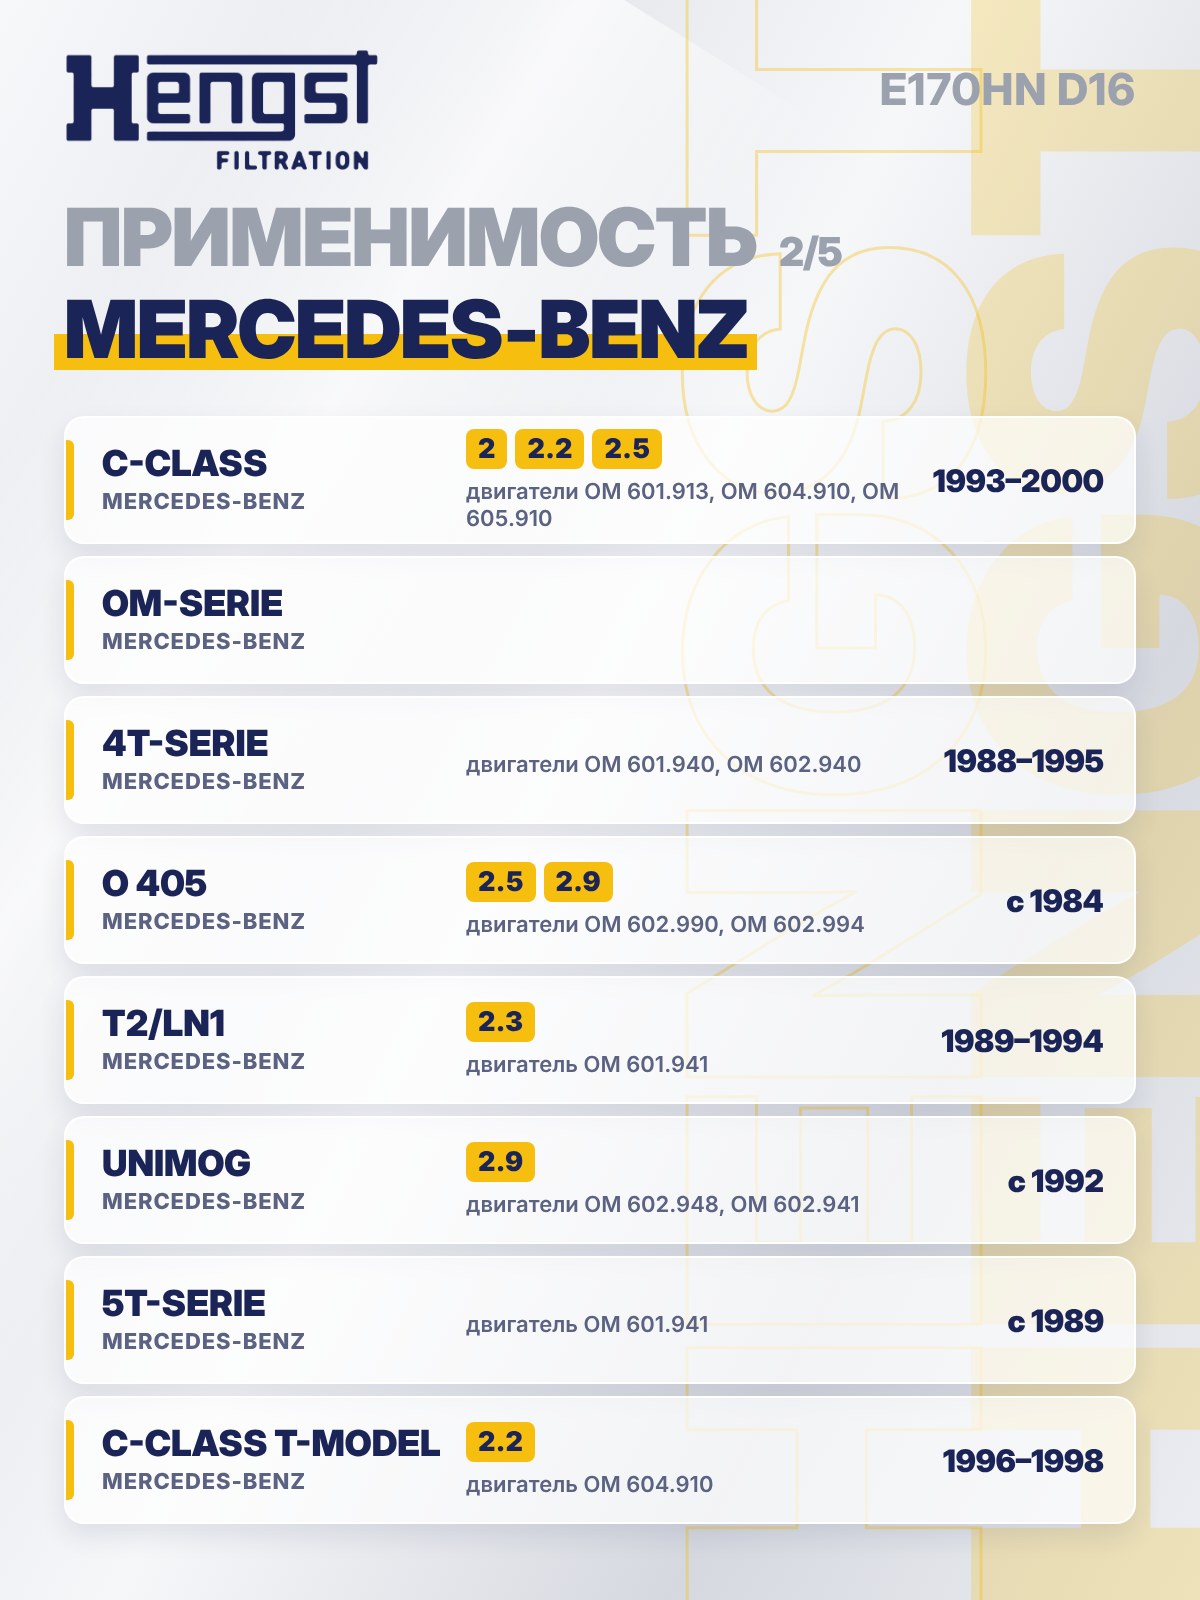 Hengst
FILTRATION
E170HN D16
ПРИМЕНИМОСТЬ 2/5
MERCEDES-BENZ
C-CLASS
MERCEDES-BENZ
2 2.2 2.5
двигатели OM 601.913, OM 604.910, OM
605.910
1993–2000
OM-SERIE
MERCEDES-BENZ
4T-SERIE
MERCEDES-BENZ
двигатели OM 601.940, OM 602.940
1988–1995
O 405
MERCEDES-BENZ
2.5 2.9
двигатели OM 602.990, OM 602.994
с 1984
T2/LN1
MERCEDES-BENZ
2.3
двигатель OM 601.941
1989–1994
UNIMOG
MERCEDES-BENZ
2.9
двигатели OM 602.948, OM 602.941
с 1992
5T-SERIE
MERCEDES-BENZ
двигатель OM 601.941
с 1989
C-CLASS T-MODEL
MERCEDES-BENZ
2.2
двигатель OM 604.910
1996–1998
HENGST
HENGST